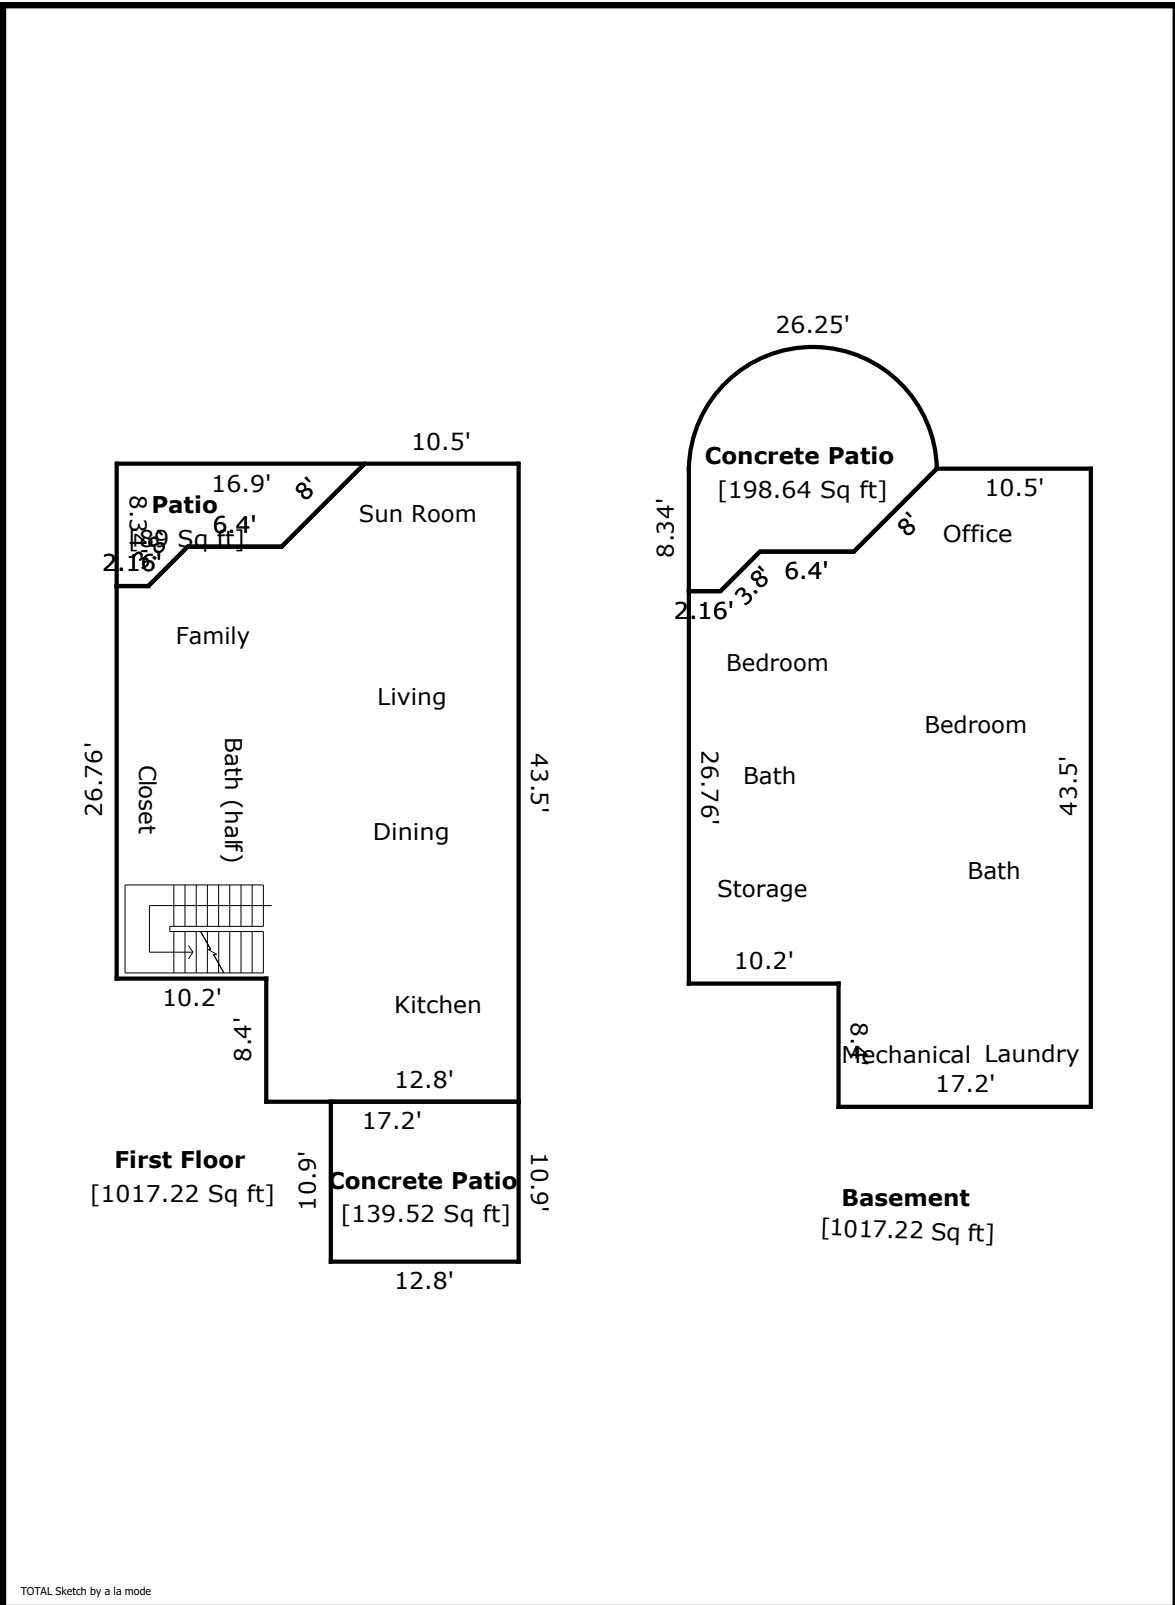 26.25'
10.5'
16.9'
8'
Patio
8.34'
6.4'
Sun Room
2.16'
Family
Living
26.76'
Closet
Bath (half)
43.5'
Dining
10.2'
8.4'
Kitchen
12.8'
17.2'
First Floor
[1017.22 Sq ft]
10.9'
Concrete Patio
[139.52 Sq ft]
10.9'
12.8'
Concrete Patio
[198.64 Sq ft]
10.5'
8.34'
8'
Office
6.4'
3.8'
2.16'
Bedroom
Bedroom
26.76'
Bath
43.5'
Bath
Storage
10.2'
8.4'
Mechanical Laundry
17.2'
Basement
[1017.22 Sq ft]
TOTAL Sketch by a la mode